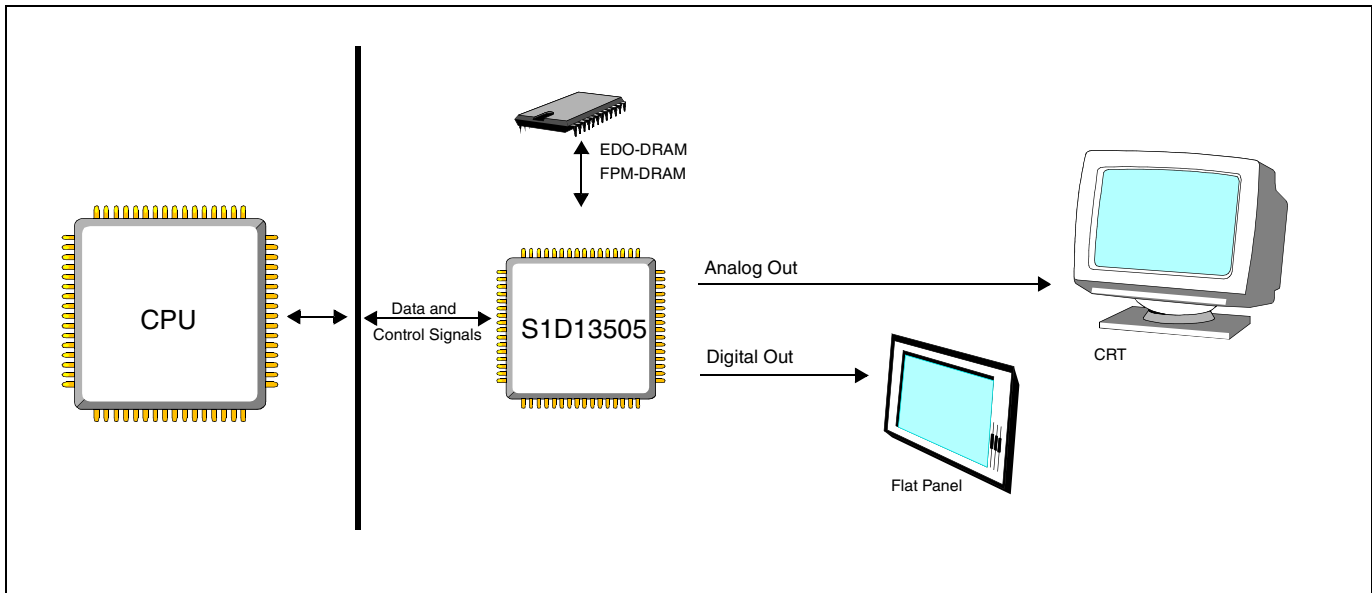 EDO-DRAM
FPM-DRAM
CPU
Data and
Control Signals
S1D13505
Analog Out
CRT
Digital Out
Flat Panel